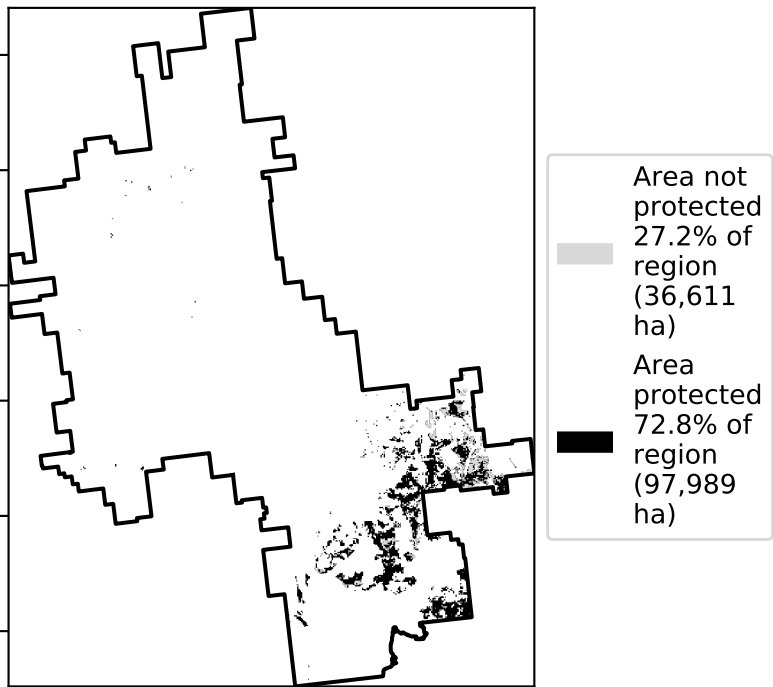 Area not
protected
27.2% of
region
(36,611
ha)
Area
protected
72.8% of
region
(97,989
ha)